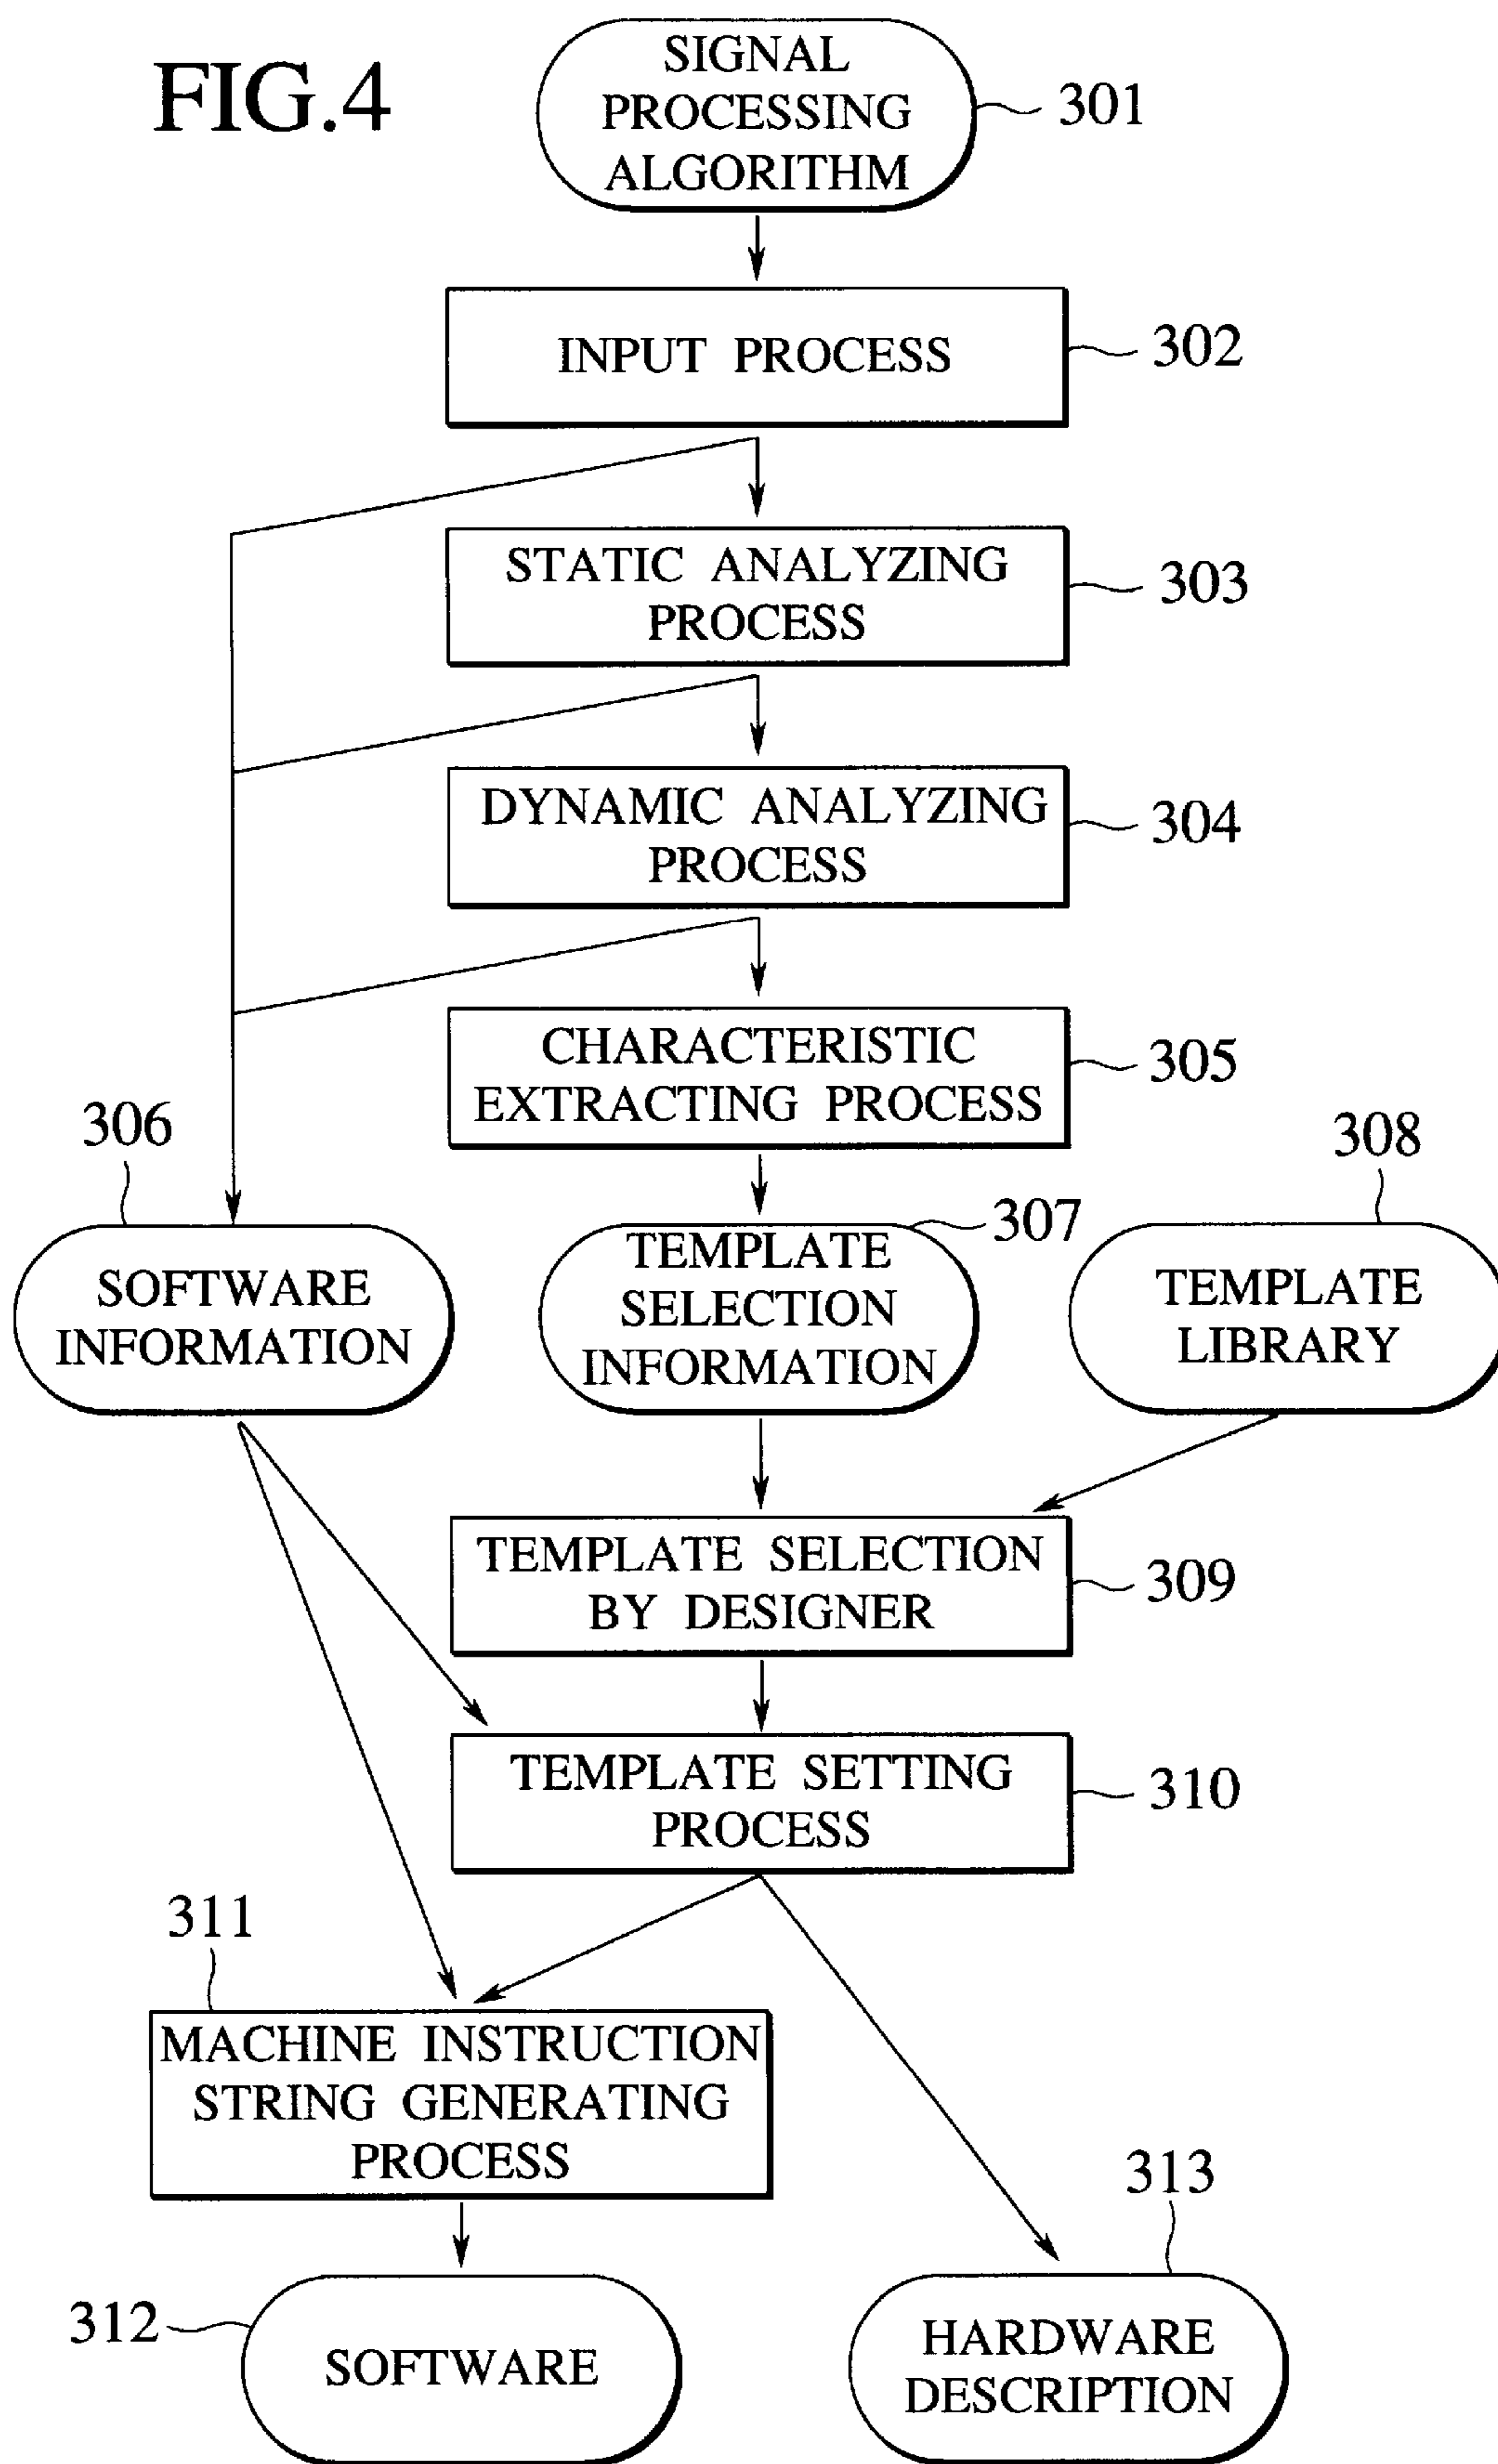 FIG.4
SIGNAL
PROCESSING
ALGORITHM
301
INPUT PROCESS
302
STATIC ANALYZING
PROCESS
303
DYNAMIC ANALYZING
PROCESS
304
CHARACTERISTIC
EXTRACTING PROCESS
305
306
SOFTWARE
INFORMATION
307
TEMPLATE
SELECTION
INFORMATION
308
TEMPLATE
LIBRARY
TEMPLATE SELECTION
BY DESIGNER
309
TEMPLATE SETTING
PROCESS
310
311
MACHINE INSTRUCTION
STRING GENERATING
PROCESS
312
SOFTWARE
313
HARDWARE
DESCRIPTION